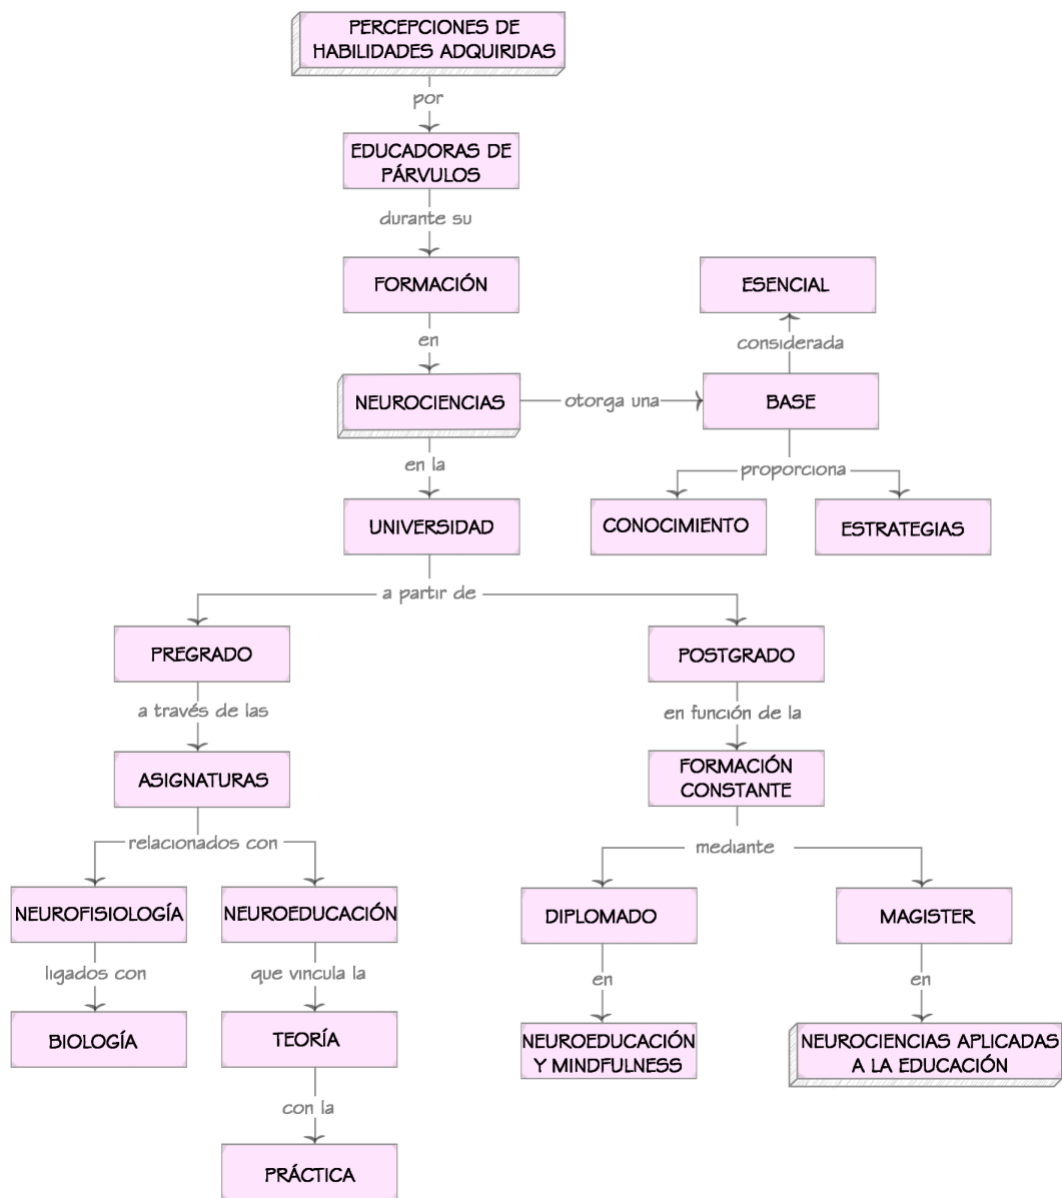 PERCEPCIONES DE
HABILIDADES ADQUIRIDAS
por
EDUCADORAS DE
PÁRVULOS
durante su
FORMACIÓN
ESENCIAL
en
considerada
NEUROCIENCIAS
otorga una
BASE
en la
proporciona
UNIVERSIDAD
CONOCIMIENTO
ESTRATEGIAS
a partir de
PREGRADO
POSTGRADO
a través de las
en función de la
ASIGNATURAS
FORMACIÓN
CONSTANTE
relacionados con
mediante
NEUROFISIOLOGÍA
NEUROEDUCACIÓN
DIPLOMADO
MAGISTER
ligados con
que vincula la
en
en
BIOLOGÍA
TEORÍA
NEUROEDUCACIÓN
Y MINDFULNESS
NEUROCIENCIAS APLICADAS
A LA EDUCACIÓN
con la
PRÁCTICA